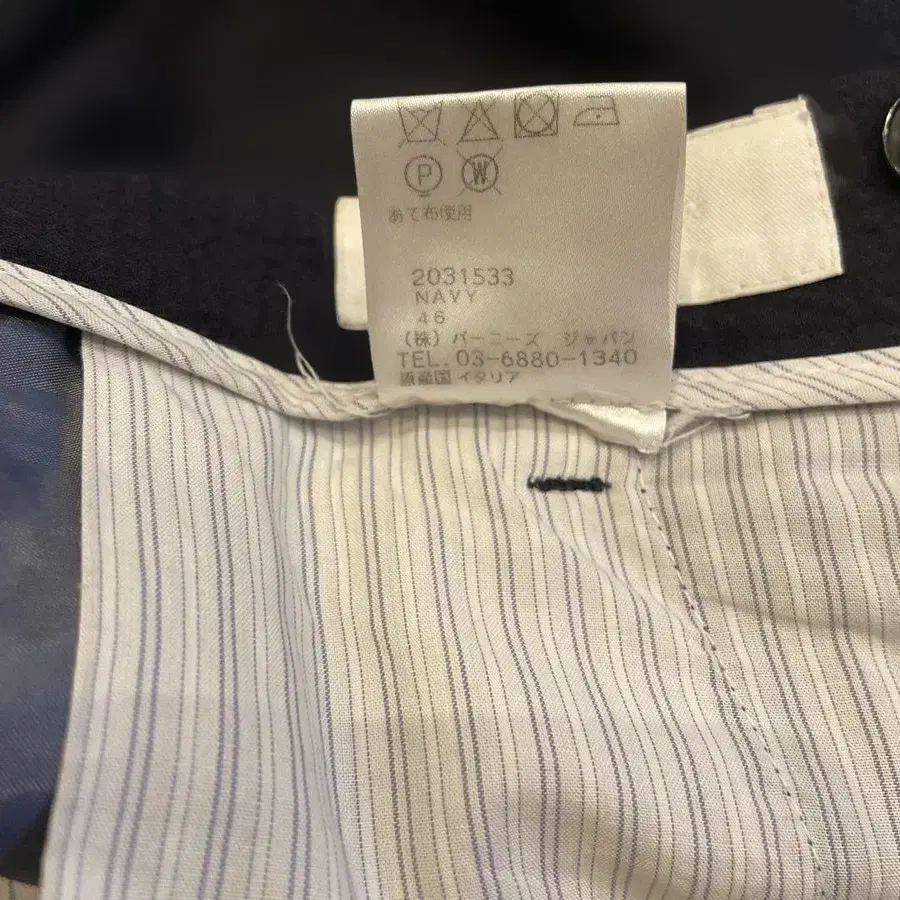 P W
あて布使用
2031533
NAVY
46
(株) バーニーズ ジャパン
TEL. 03-6880-1340
原産国 イタリア